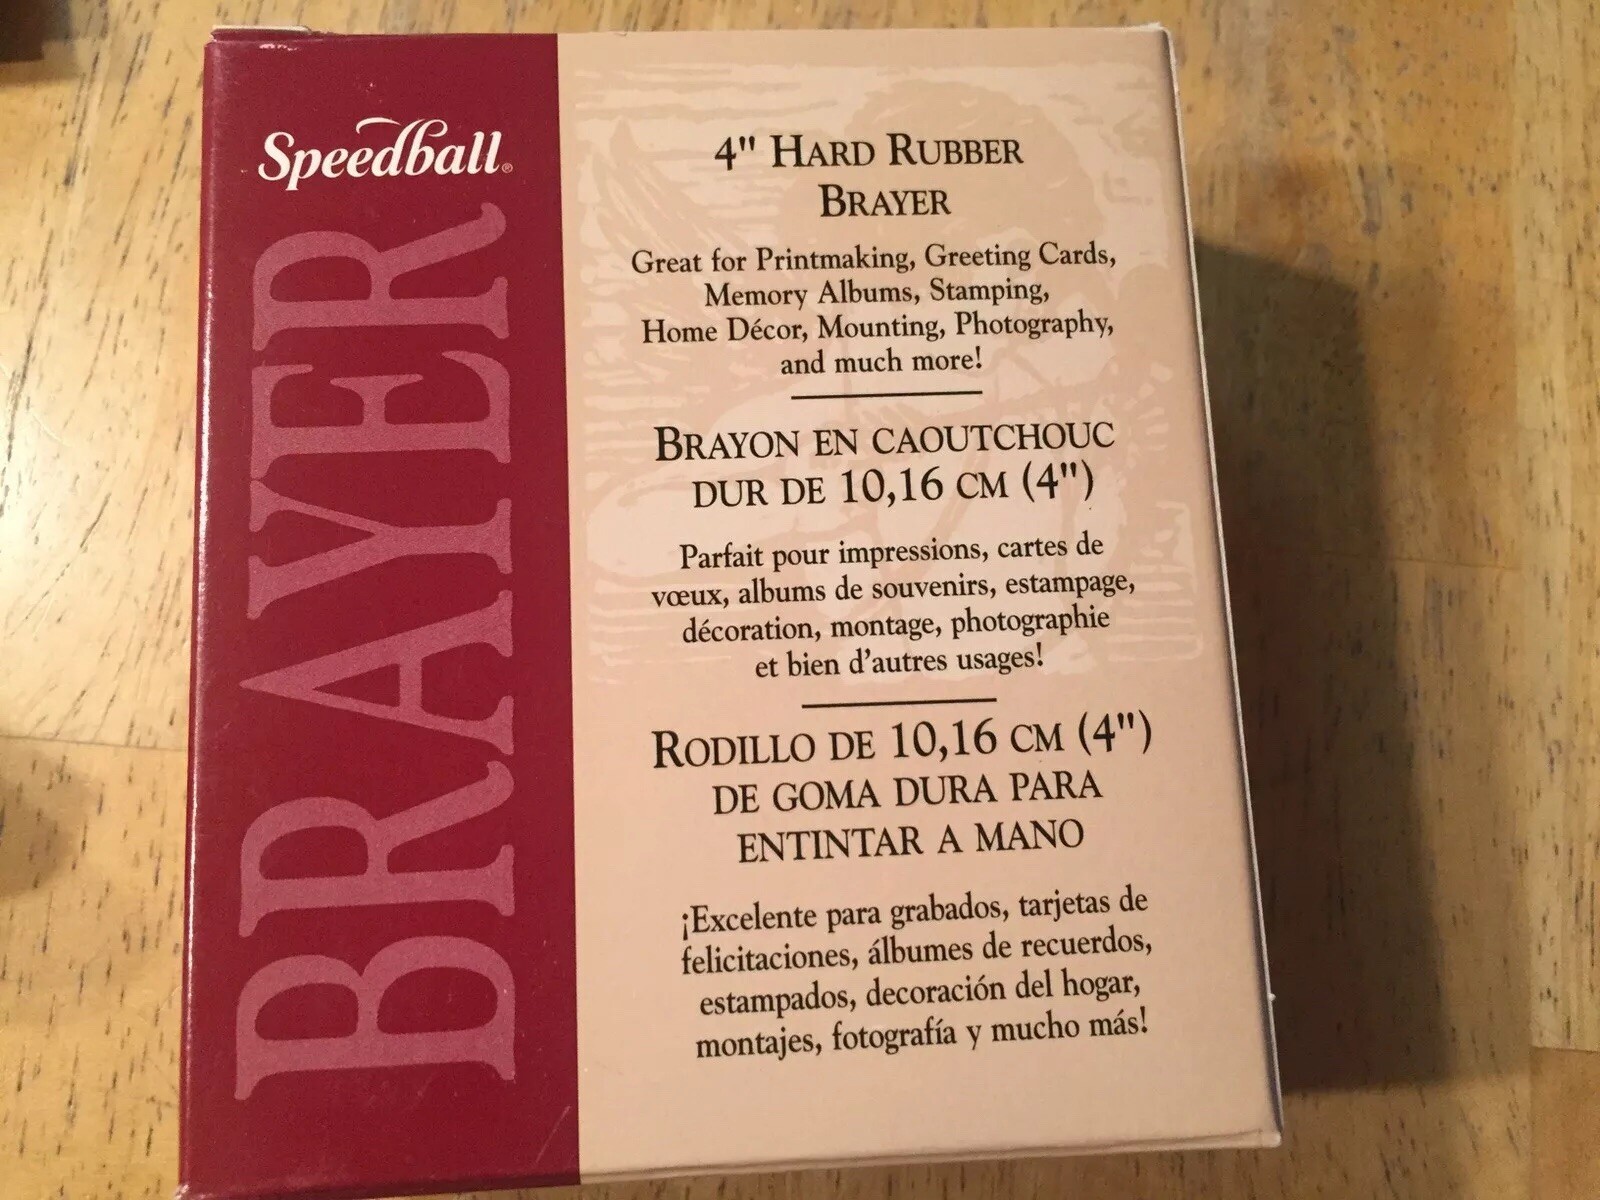 Speedball®
BRAYER
4" HARD RUBBER
BRAYER
Great for Printmaking, Greeting Cards,
Memory Albums, Stamping,
Home Décor, Mounting, Photography,
and much more!
BRAYON EN CAOUTCHOUC
DUR DE 10,16 CM (4")
Parfait pour impressions, cartes de
vœux, albums de souvenirs, estampage,
décoration, montage, photographie
et bien d’autres usages!
RODILLO DE 10,16 CM (4")
DE GOMA DURA PARA
ENTINTAR A MANO
¡Excelente para grabados, tarjetas de
felicitaciones, álbumes de recuerdos,
estampados, decoración del hogar,
montajes, fotografía y mucho más!